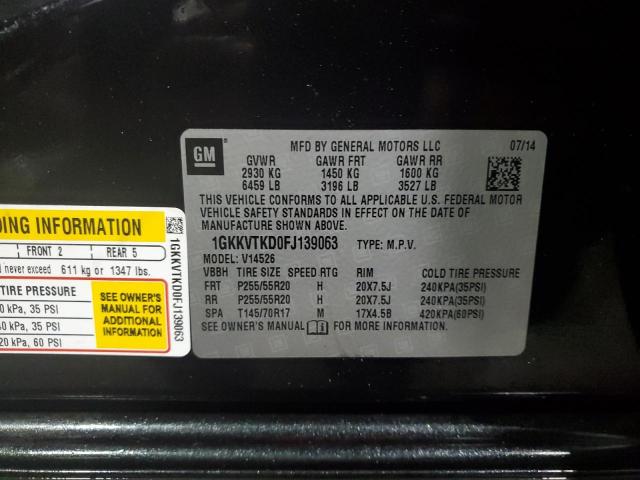 GM
MFD BY GENERAL MOTORS LLC 07/14
GVWR GAWR FRT GAWR RR
2930 KG 1450 KG 1600 KG
6459 LB 3196 LB 3527 LB
THIS VEHICLE CONFORMS TO ALL APPLICABLE U.S. FEDERAL MOTOR
VEHICLE SAFETY STANDARDS IN EFFECT ON THE DATE OF
MANUFACTURE SHOWN ABOVE.
1GKKVTKD0FJ139063 TYPE: M.P.V.
MODEL: V14526
VBBH TIRE SIZE SPEED RTG RIM COLD TIRE PRESSURE
FRT P255/55R20 H 20X7.5J 240KPA(35PSI)
RR P255/55R20 H 20X7.5J 240KPA(35PSI)
SPA T145/70R17 M 17X4.5B 420KPA(60PSI)
SEE OWNER'S MANUAL FOR MORE INFORMATION
DING INFORMATION
FRONT 2 REAR 5
never exceed 611 kg or 1347 lbs.
TIRE PRESSURE
0 kPa, 35 PSI
0 kPa, 35 PSI
20 kPa, 60 PSI
SEE OWNER'S
MANUAL FOR
ADDITIONAL
INFORMATION
1GKKVTKD0FJ139063